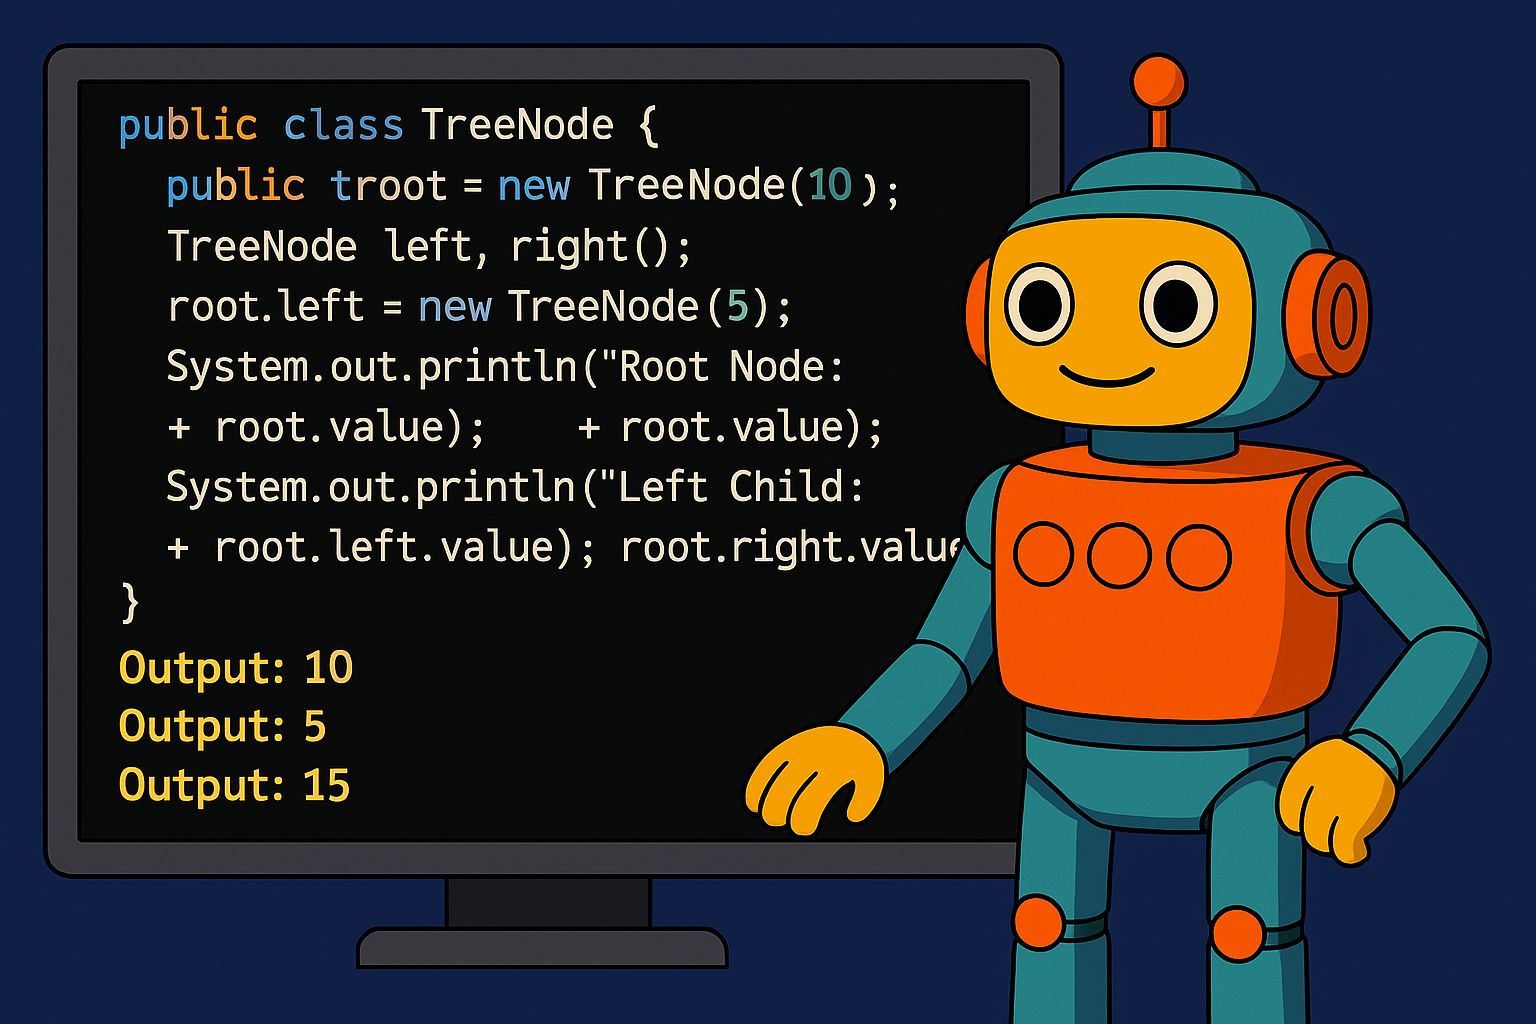 public class TreeNode {
public troot = new TreeNode(10);
TreeNode left, right();
root.left = new TreeNode(5);
System.out.println("Root Node:
+ root.value);    + root.value);
System.out.println("Left Child:
+ root.left.value); root.right.value
}
Output: 10
Output: 5
Output: 15